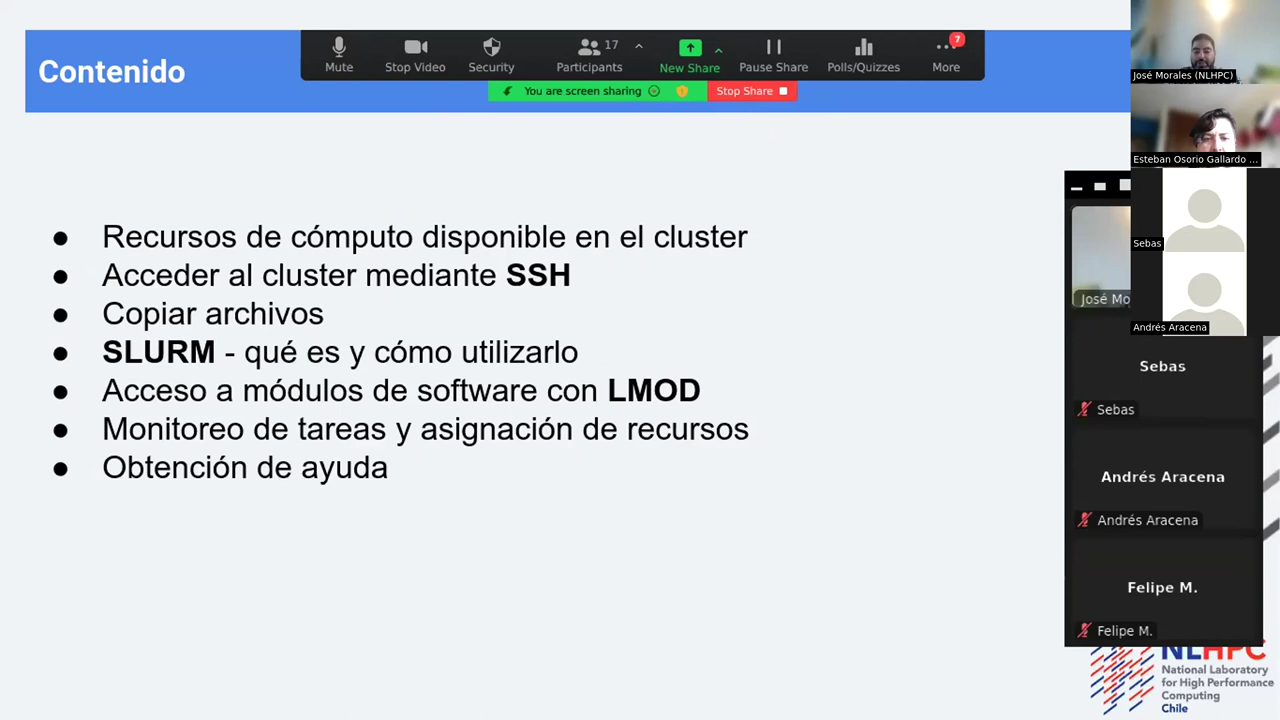 Contenido
Mute
Stop Video
Security
Participants
17
New Share
Pause Share
Polls/Quizzes
More
7
You are screen sharing
Stop Share
José Morales (NLHPC)
Esteban Osorio Gallardo ...
Sebas
Andrés Aracena
● Recursos de cómputo disponible en el cluster
● Acceder al cluster mediante SSH
● Copiar archivos
● SLURM - qué es y cómo utilizarlo
● Acceso a módulos de software con LMOD
● Monitoreo de tareas y asignación de recursos
● Obtención de ayuda
José Mo
Sebas
Sebas
Andrés Aracena
Andrés Aracena
Felipe M.
Felipe M.
NLHPC
National Laboratory
for High Performance
Computing
Chile